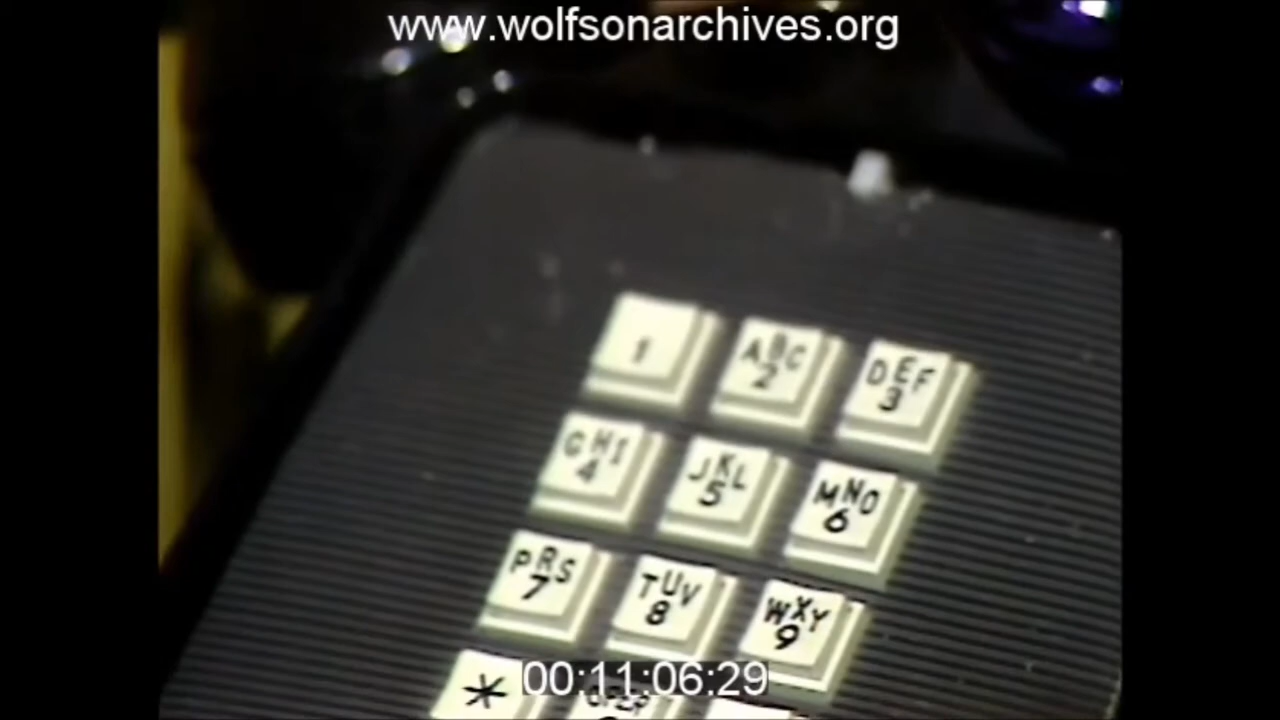 www.wolfsonarchives.org
1
ABC
2
DEF
3
GHI
4
JKL
5
MNO
6
PRS
7
TUV
8
WXY
9
*
00:11:06:29
OPER